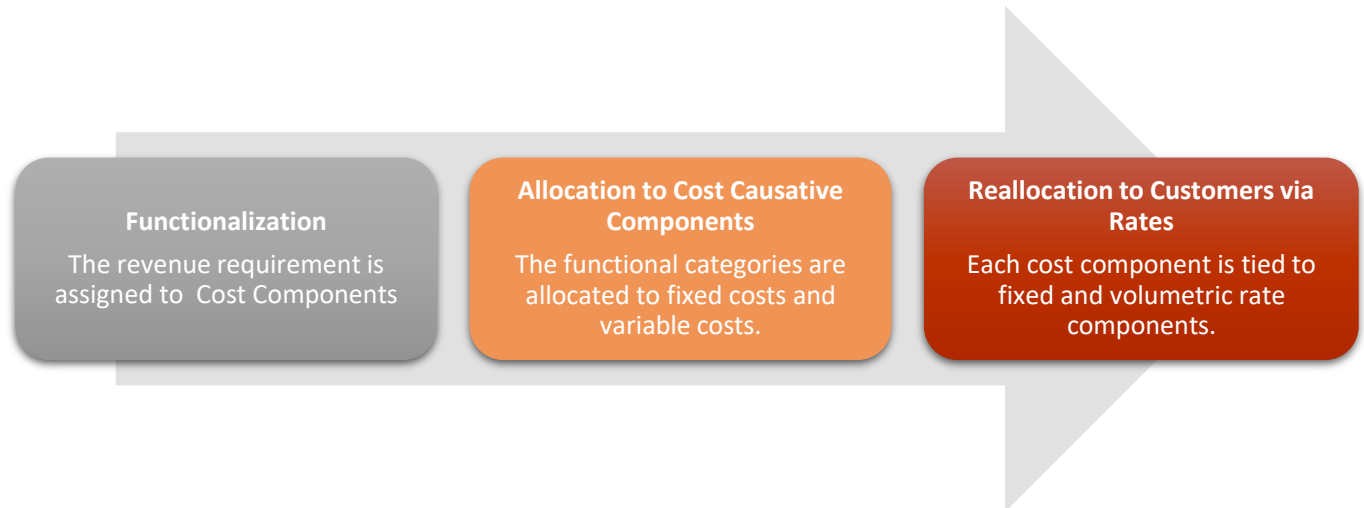 Functionalization
The revenue requirement is
assigned to  Cost Components
Allocation to Cost Causative
Components
The functional categories are
allocated to fixed costs and
variable costs.
Reallocation to Customers via
Rates
Each cost component is tied to
fixed and volumetric rate
components.